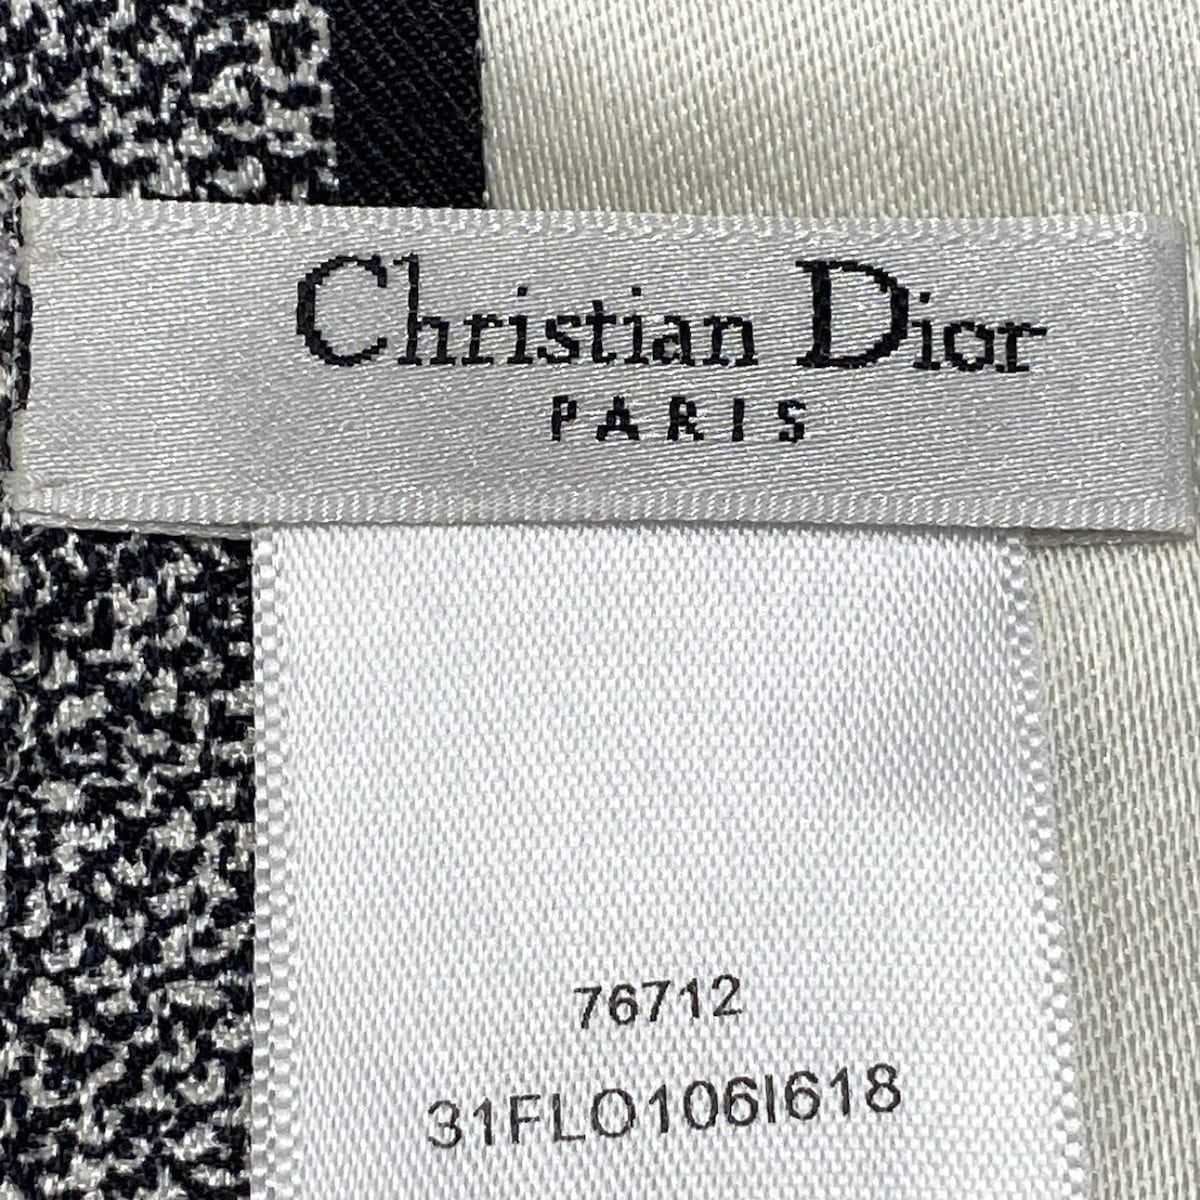 Christian Dior
PARIS
76712
31FLO106I618